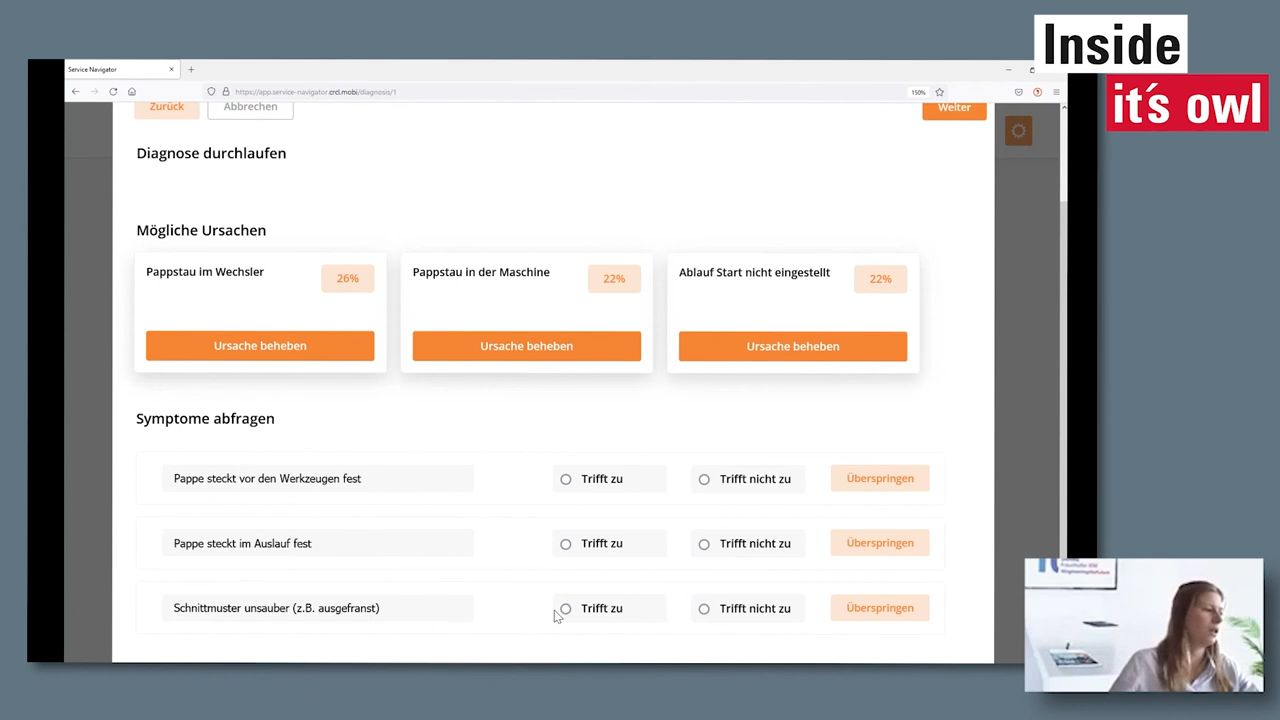 Inside
it's owl
Service Navigator
https://app.service-navigator.crcl.mobi/diagnosis/1
150%
Zurück
Abbrechen
Weiter
Diagnose durchlaufen
Mögliche Ursachen
Pappstau im Wechsler
26%
Pappstau in der Maschine
22%
Ablauf Start nicht eingestellt
22%
Ursache beheben
Ursache beheben
Ursache beheben
Symptome abfragen
Pappe steckt vor den Werkzeugen fest
Trifft zu
Trifft nicht zu
Überspringen
Pappe steckt im Auslauf fest
Trifft zu
Trifft nicht zu
Überspringen
Schnittmuster unsauber (z.B. ausgefranst)
Trifft zu
Trifft nicht zu
Überspringen